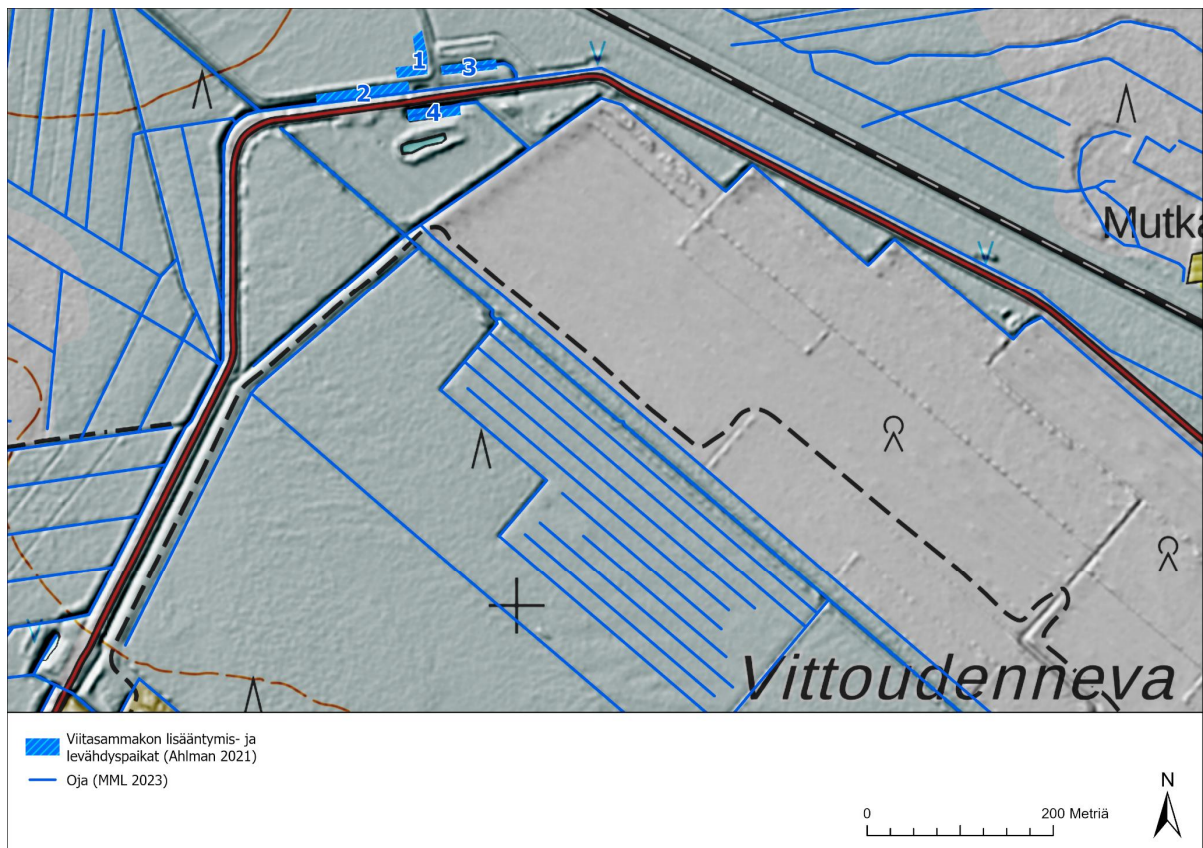 1
3
2
4
Mutka
Vittoudenneva
Viitasammakon lisääntymis- ja
levähdyspaikat (Ahlman 2021)
Oja (MML 2023)
N
0 200 Metriä